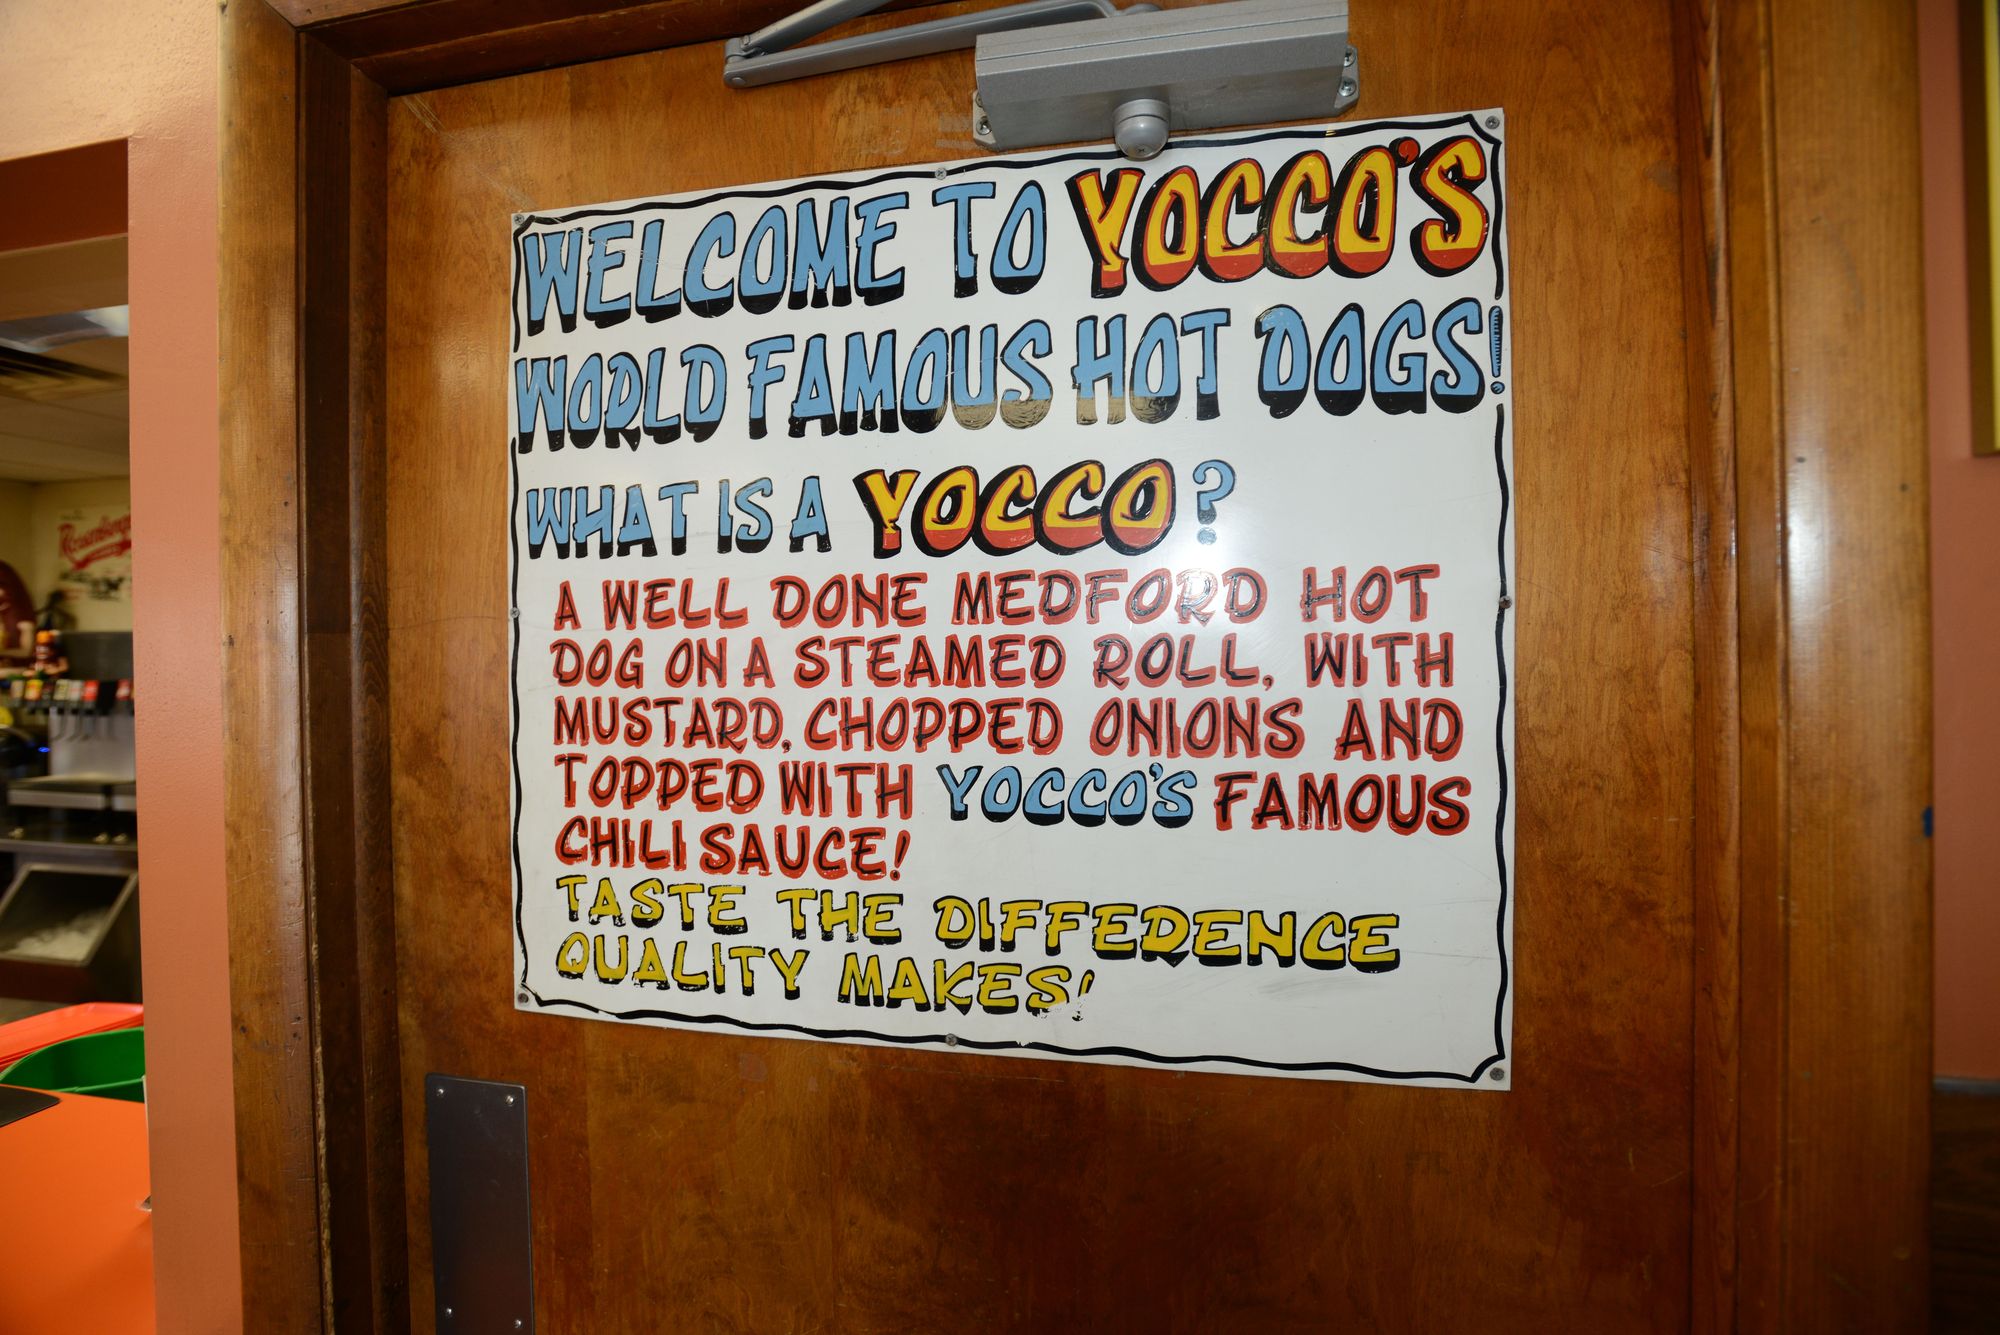 WELCOME TO YOCCO'S
WORLD FAMOUS HOT DOGS!
WHAT IS A YOCCO?
A WELL DONE MEDFORD HOT
DOG ON A STEAMED ROLL, WITH
MUSTARD, CHOPPED ONIONS AND
TOPPED WITH YOCCO'S FAMOUS
CHILI SAUCE!
TASTE THE DIFFERENCE
QUALITY MAKES!